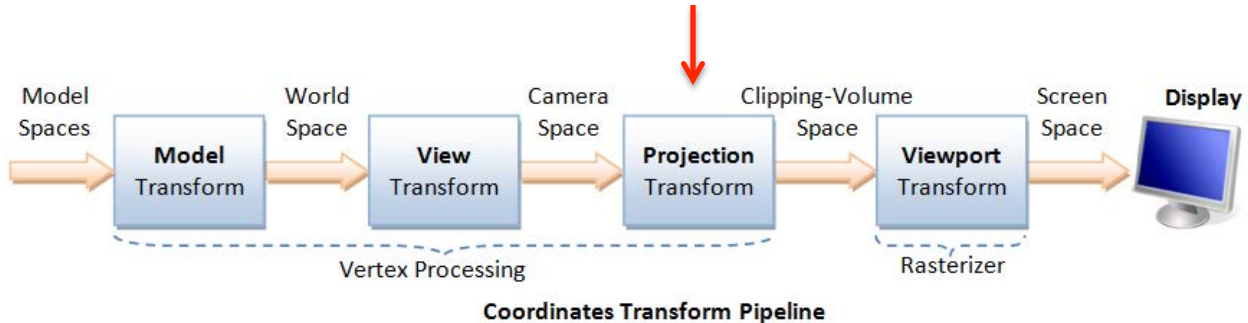 Model
Spaces
Model
Transform
World
Space
View
Transform
Camera
Space
Projection
Transform
Clipping-Volume
Space
Viewport
Transform
Screen
Space
Display
Vertex Processing
Rasterizer
Coordinates Transform Pipeline